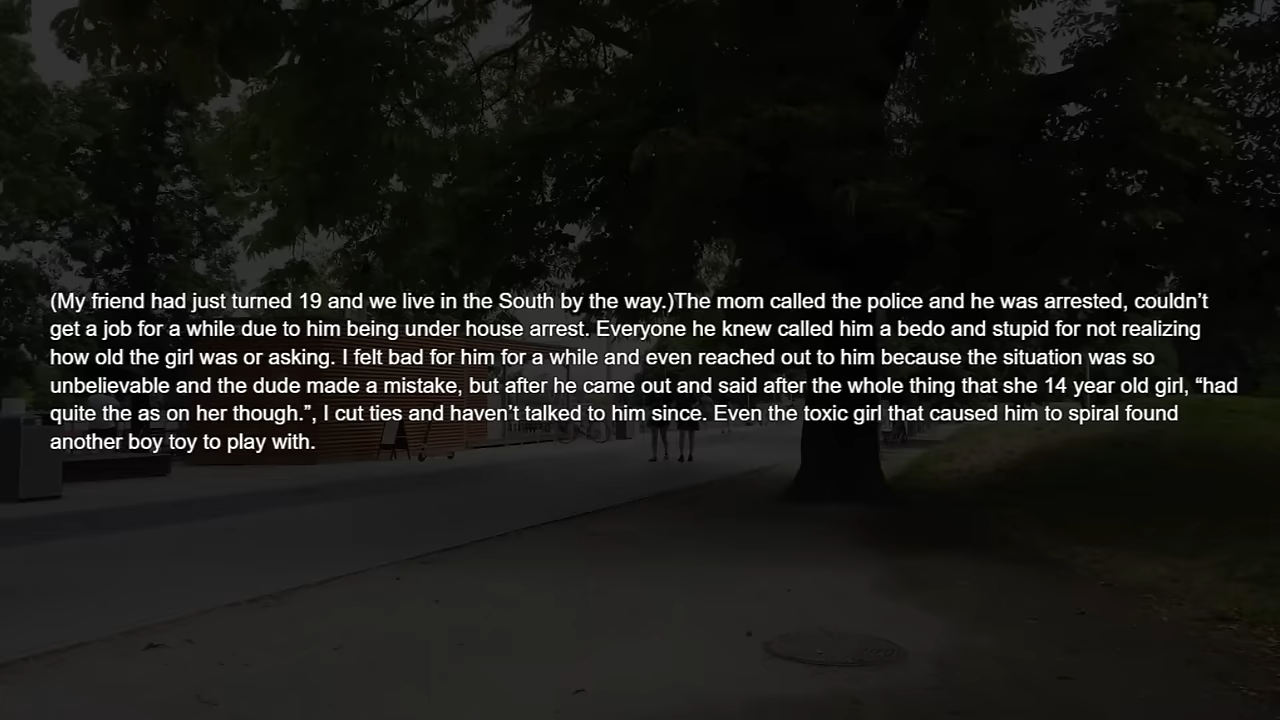 (My friend had just turned 19 and we live in the South by the way.)The mom called the police and he was arrested, couldn’t
get a job for a while due to him being under house arrest. Everyone he knew called him a bedo and stupid for not realizing
how old the girl was or asking. I felt bad for him for a while and even reached out to him because the situation was so
unbelievable and the dude made a mistake, but after he came out and said after the whole thing that she 14 year old girl, “had
quite the as on her though.”, I cut ties and haven’t talked to him since. Even the toxic girl that caused him to spiral found
another boy toy to play with.